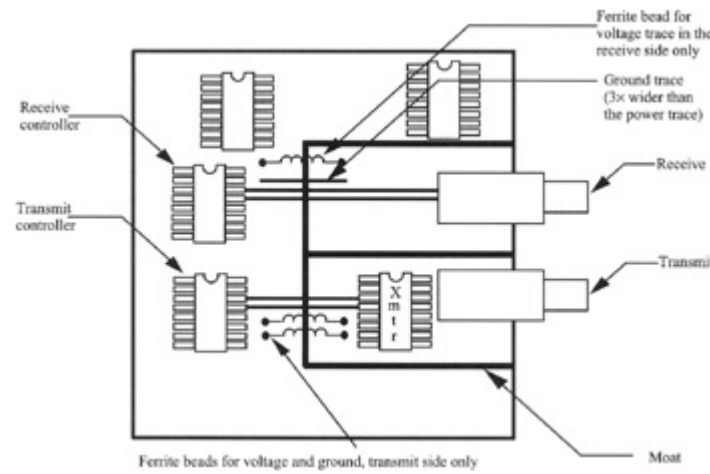 Ferrite bead for
voltage trace in the
receive side only
Ground trace
(3× wider than
the power trace)
Receive
controller
Receive
Transmit
controller
Transmit
X
m
t
r
Moat
Ferrite beads for voltage and ground, transmit side only